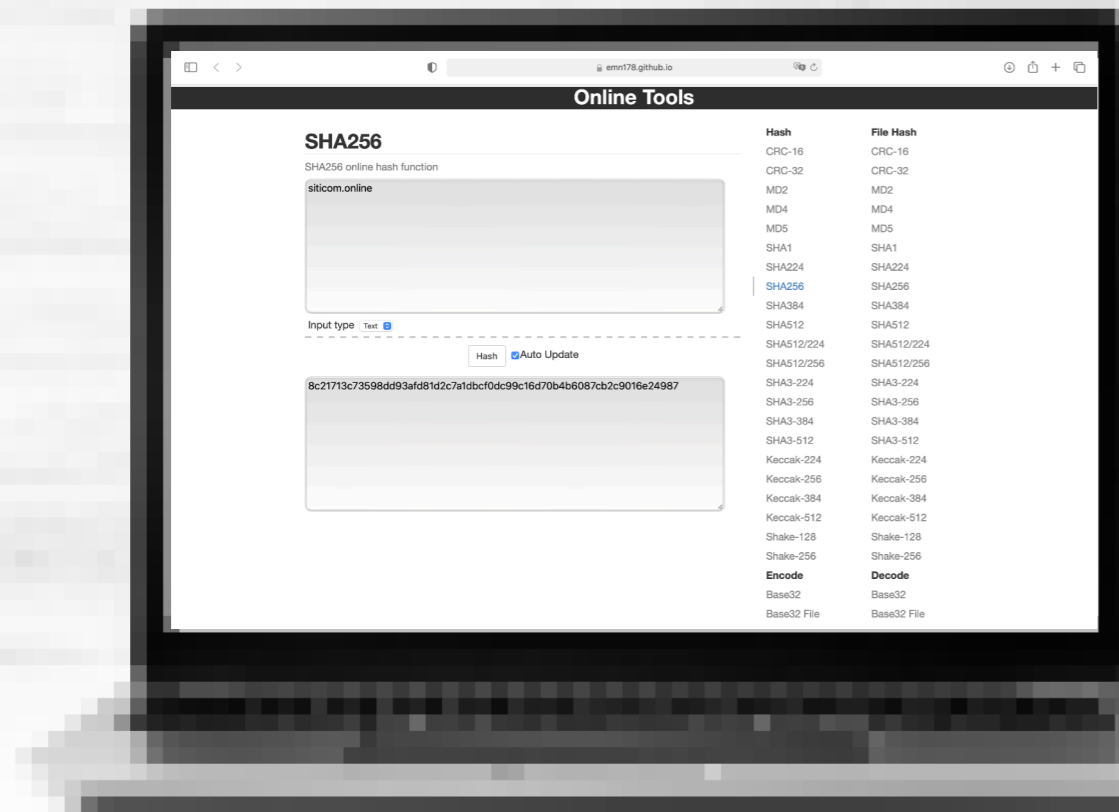 emn178.github.io
Online Tools
SHA256
SHA256 online hash function
siticom.online
Input type Text
Hash Auto Update
8c21713c73598dd93afd81d2c7a1dbcf0dc99c16d70b4b6087cb2c9016e24987
Hash
CRC-16
CRC-32
MD2
MD4
MD5
SHA1
SHA224
SHA256
SHA384
SHA512
SHA512/224
SHA512/256
SHA3-224
SHA3-256
SHA3-384
SHA3-512
Keccak-224
Keccak-256
Keccak-384
Keccak-512
Shake-128
Shake-256
Encode
Base32
Base32 File
File Hash
CRC-16
CRC-32
MD2
MD4
MD5
SHA1
SHA224
SHA256
SHA384
SHA512
SHA512/224
SHA512/256
SHA3-224
SHA3-256
SHA3-384
SHA3-512
Keccak-224
Keccak-256
Keccak-384
Keccak-512
Shake-128
Shake-256
Decode
Base32
Base32 File